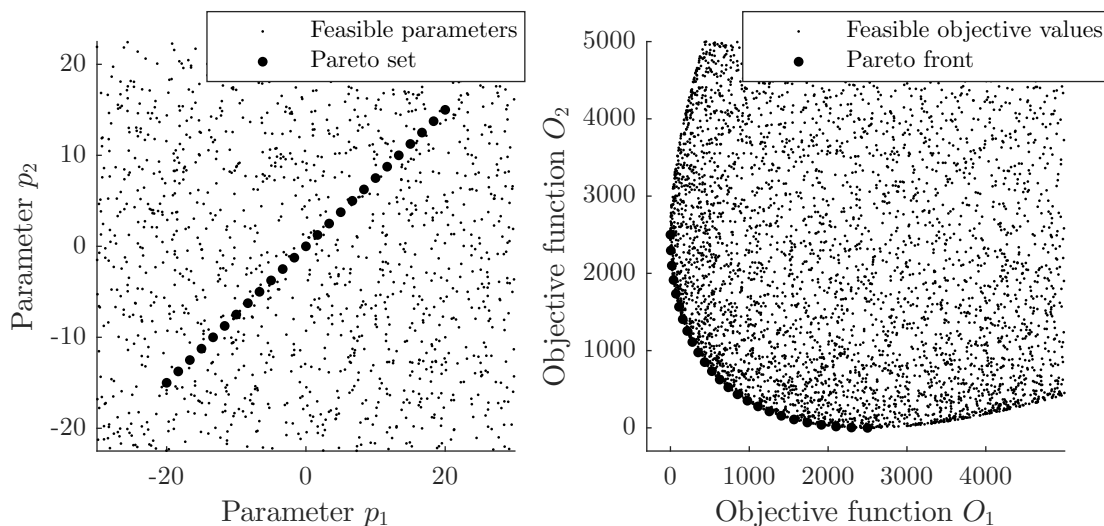 Feasible parameters
Pareto set
20
10
0
-10
-20
Parameter p2
-20
0
20
Parameter p1
Feasible objective values
Pareto front
5000
4000
3000
2000
1000
0
Objective function O2
0
1000
2000
3000
4000
Objective function O1